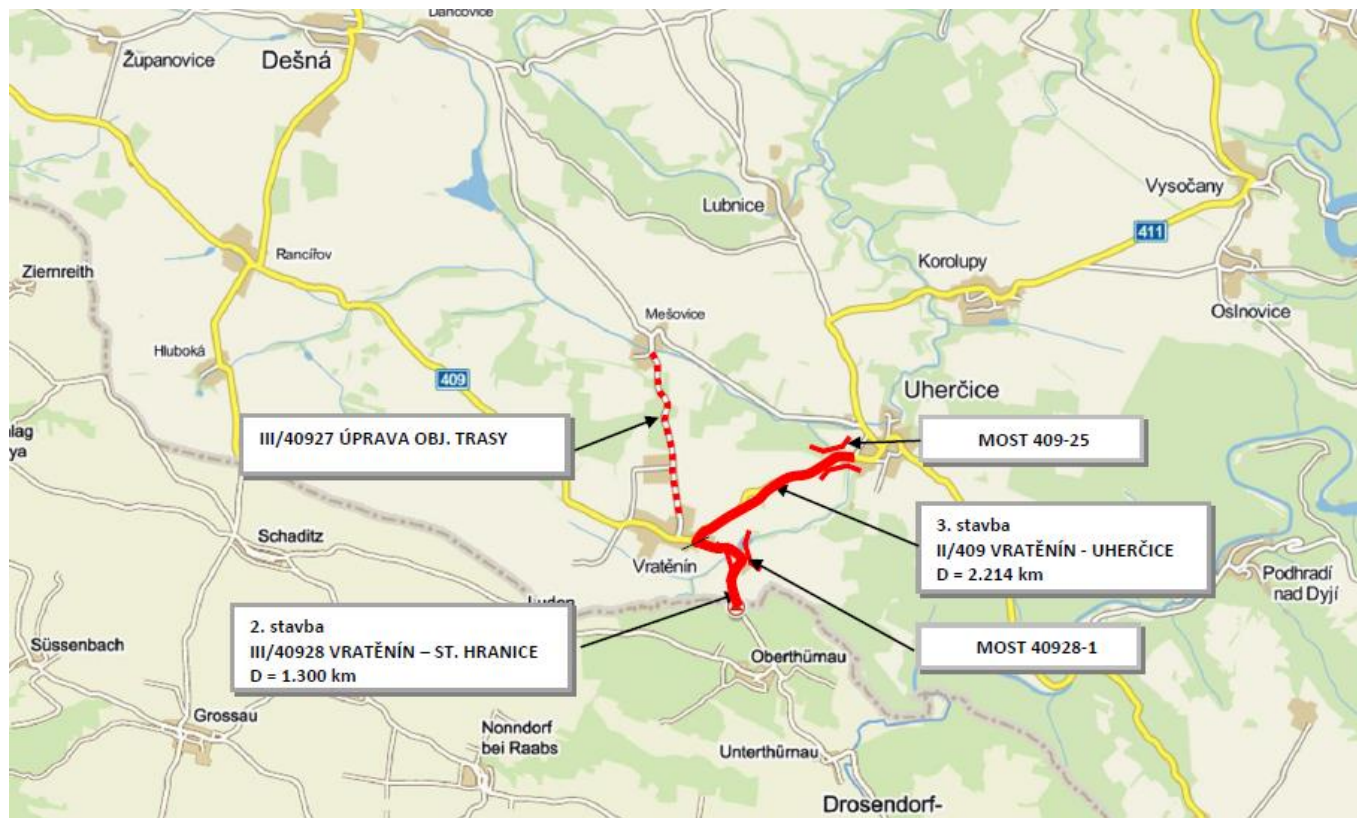 Dančovice
Županovice
Dešná
Vysočany
Lubnice
411
Korolupy
Rancířov
Ziernreith
Oslnovice
Mešovice
Hluboká
409
Uherčice
III/40927 ÚPRAVA OBJ. TRASY
MOST 409-25
3. stavba
II/409 VRATĚNÍN - UHERČICE
D = 2.214 km
Schaditz
Vratěnín
Podhradí
nad Dyjí
Luden
2. stavba
III/40928 VRATĚNÍN – ST. HRANICE
D = 1.300 km
MOST 40928-1
Süssenbach
Oberthürnau
Grossau
Nonndorf
bei Raabs
Unterthürnau
Drosendorf-